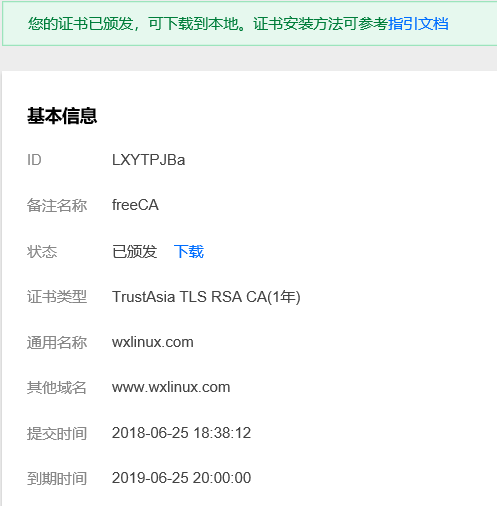 您的证书已颁发，可下载到本地。证书安装方法可参考指引文档
基本信息
ID LXYTPJBa
备注名称 freeCA
状态 已颁发 下载
证书类型 TrustAsia TLS RSA CA(1年)
通用名称 wxlinux.com
其他域名 www.wxlinux.com
提交时间 2018-06-25 18:38:12
到期时间 2019-06-25 20:00:00